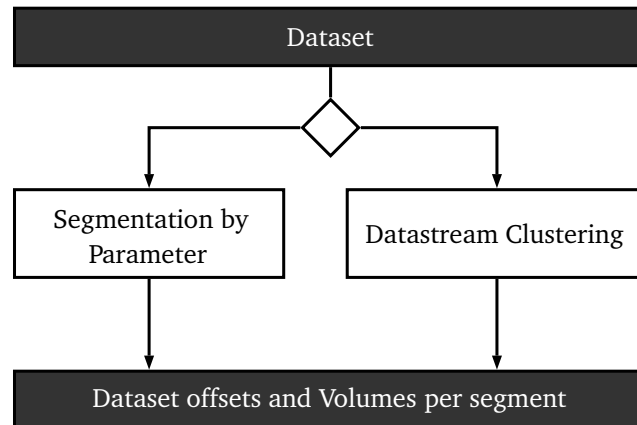 Dataset
Segmentation by
Parameter
Datastream Clustering
Dataset offsets and Volumes per segment